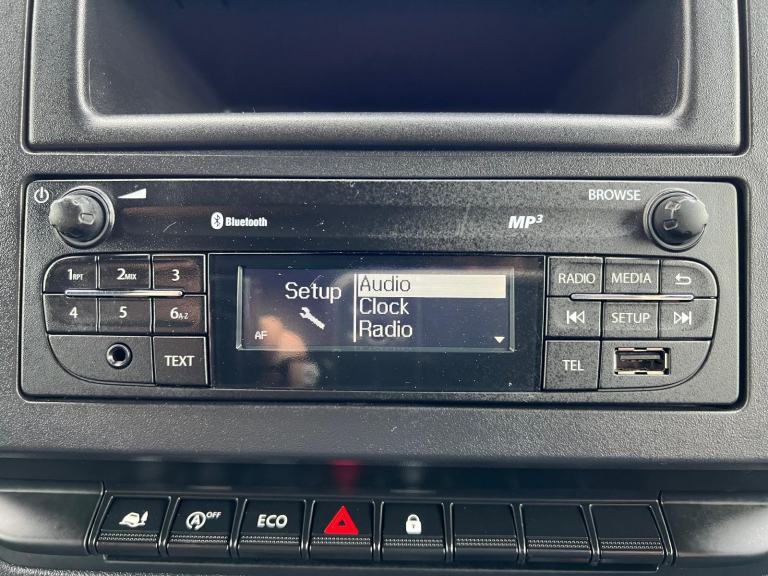 BROWSE
Bluetooth
MP3
1RPT 2MIX 3
4 5 6A-Z
TEXT
Setup
AF
Audio
Clock
Radio
RADIO MEDIA
SETUP
TEL
OFF
A
ECO